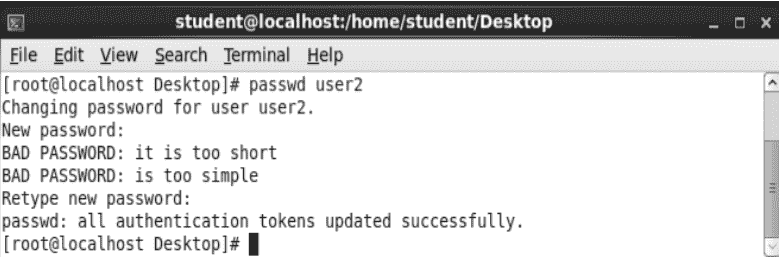 student@localhost:/home/student/Desktop
File Edit View Search Terminal Help
[root@localhost Desktop]# passwd user2
Changing password for user user2.
New password:
BAD PASSWORD: it is too short
BAD PASSWORD: is too simple
Retype new password:
passwd: all authentication tokens updated successfully.
[root@localhost Desktop]#